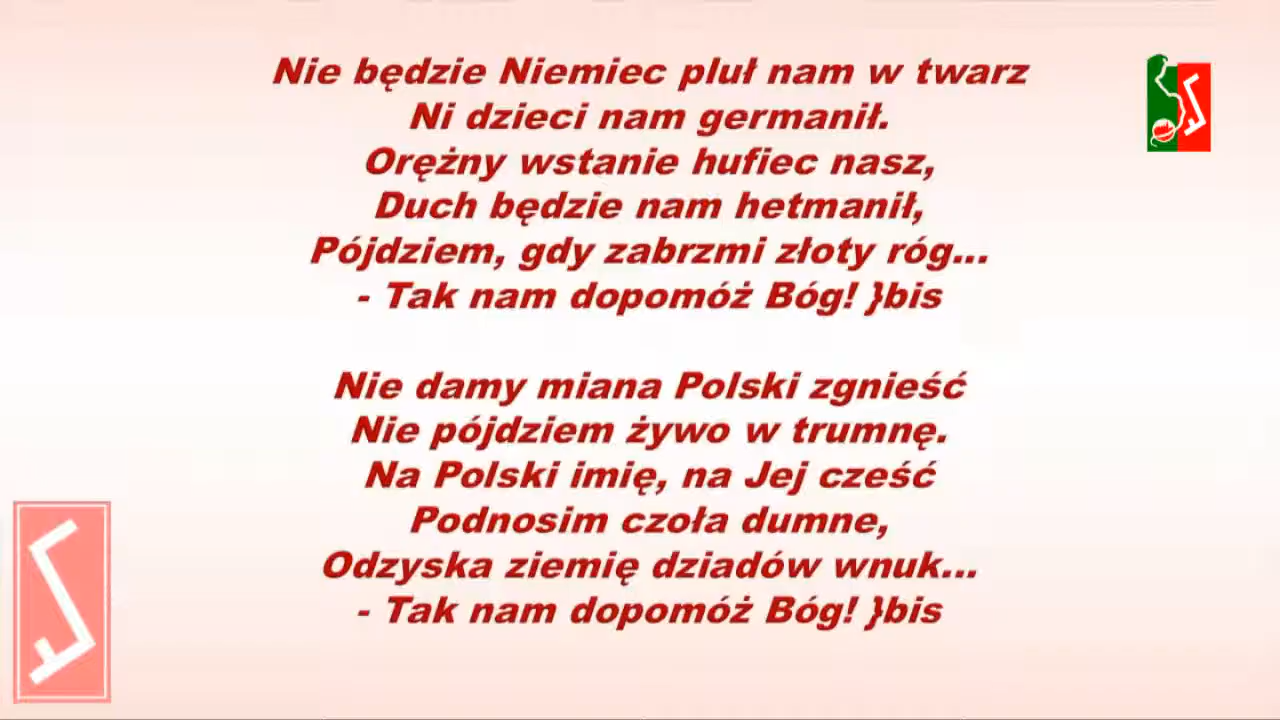 Nie będzie Niemiec pluł nam w twarz
Ni dzieci nam germanił.
Orężny wstanie hufiec nasz,
Duch będzie nam hetmanił,
Pójdziem, gdy zabrzmi złoty róg...
- Tak nam dopomóż Bóg! }bis
Nie damy miana Polski zgnieść
Nie pójdziem żywo w trumnę.
Na Polski imię, na Jej cześć
Podnosim czoła dumne,
Odzyska ziemię dziadów wnuk...
- Tak nam dopomóż Bóg! }bis